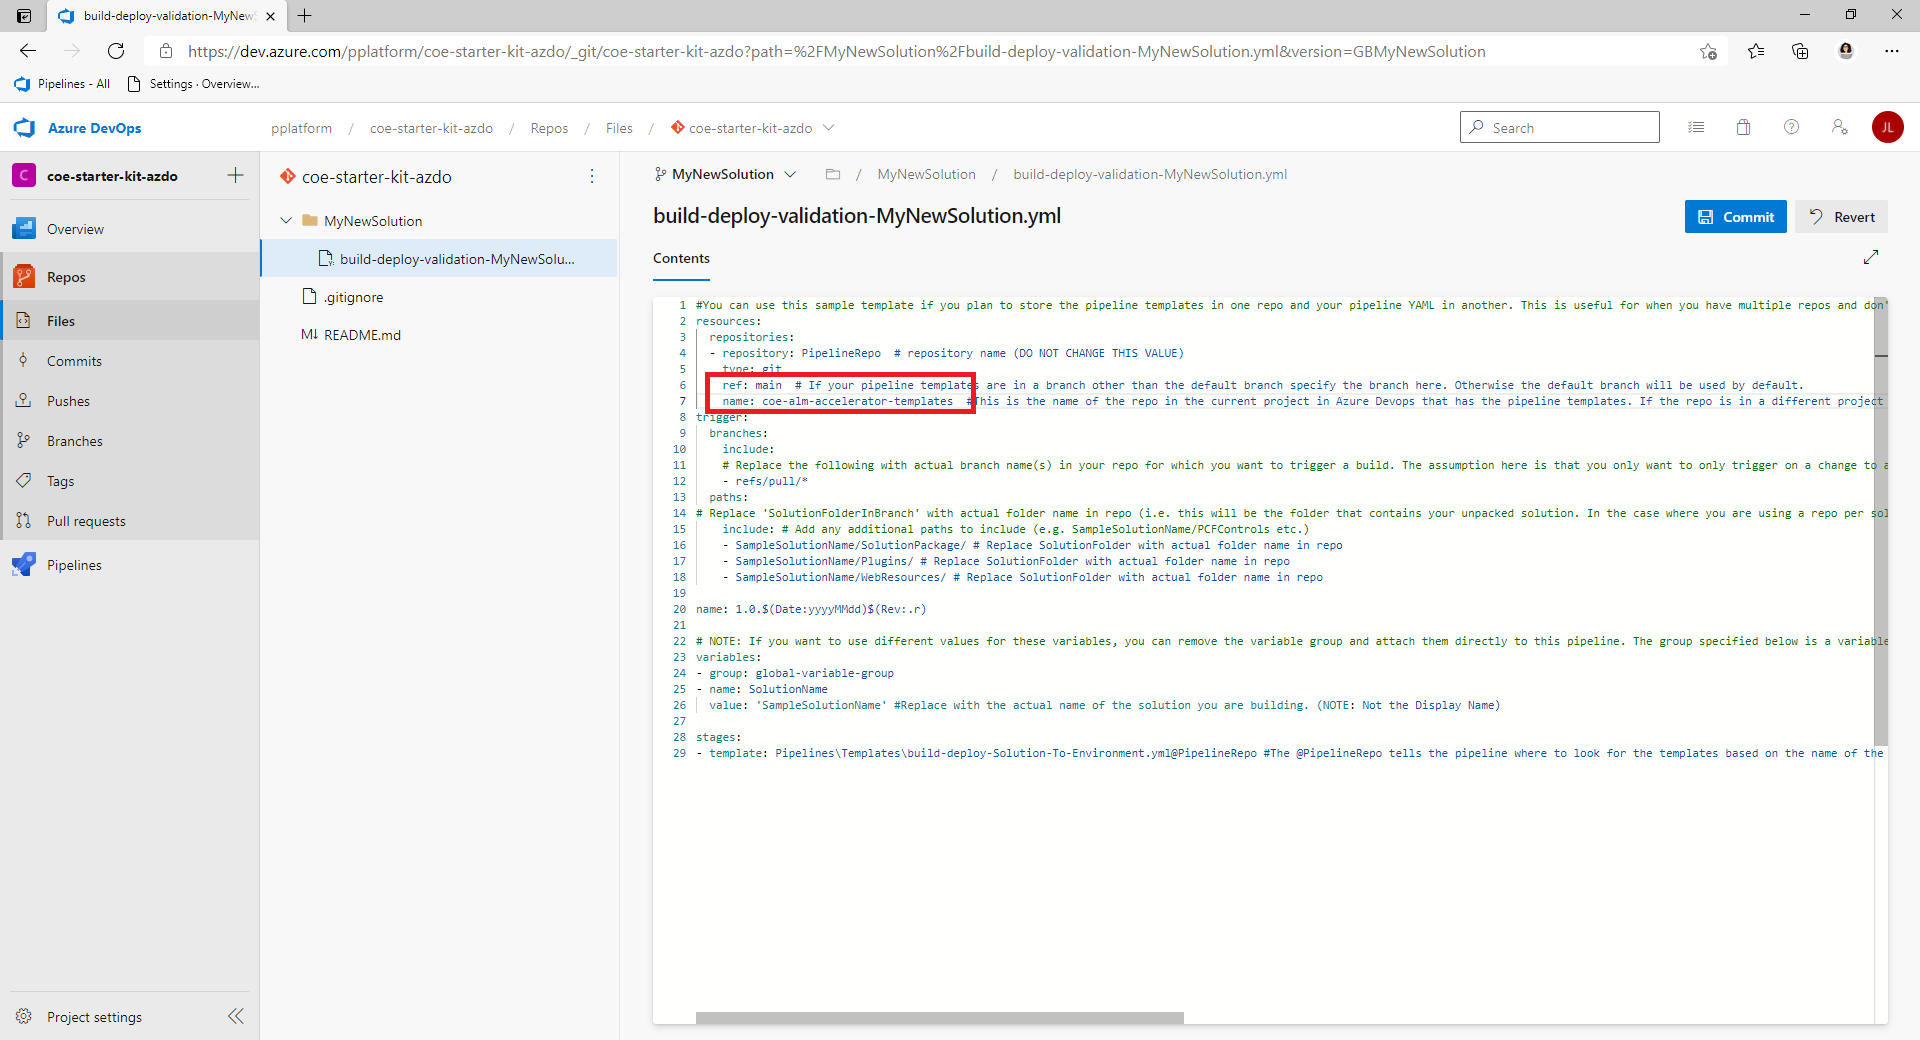 build-deploy-validation-MyNewS
https://dev.azure.com/pplatform/coe-starter-kit-azdo/_git/coe-starter-kit-azdo?path=%2FMyNewSolution%2Fbuild-deploy-validation-MyNewSolution.yml&version=GBMyNewSolution
Pipelines - All
Settings · Overview...
Azure DevOps
pplatform / coe-starter-kit-azdo / Repos / Files / coe-starter-kit-azdo
Search
JL
C
coe-starter-kit-azdo
Overview
Repos
Files
Commits
Pushes
Branches
Tags
Pull requests
Pipelines
Project settings
coe-starter-kit-azdo
MyNewSolution
build-deploy-validation-MyNewSolu...
.gitignore
M↓ README.md
MyNewSolution / MyNewSolution / build-deploy-validation-MyNewSolution.yml
build-deploy-validation-MyNewSolution.yml
Commit
Revert
Contents
1 #You can use this sample template if you plan to store the pipeline templates in one repo and your pipeline YAML in another. This is useful for when you have multiple repos and don'
2 resources:
3 repositories:
4 - repository: PipelineRepo # repository name (DO NOT CHANGE THIS VALUE)
5 type: git
6 ref: main # If your pipeline templates are in a branch other than the default branch specify the branch here. Otherwise the default branch will be used by default.
7 name: coe-alm-accelerator-templates #This is the name of the repo in the current project in Azure Devops that has the pipeline templates. If the repo is in a different project
8 trigger:
9 branches:
10 include:
11 # Replace the following with actual branch name(s) in your repo for which you want to trigger a build. The assumption here is that you only want to only trigger on a change to a
12 - refs/pull/*
13 paths:
14 # Replace 'SolutionFolderInBranch' with actual folder name in repo (i.e. this will be the folder that contains your unpacked solution. In the case where you are using a repo per sol
15 include: # Add any additional paths to include (e.g. SampleSolutionName/PCFControls etc.)
16 - SampleSolutionName/SolutionPackage/ # Replace SolutionFolder with actual folder name in repo
17 - SampleSolutionName/Plugins/ # Replace SolutionFolder with actual folder name in repo
18 - SampleSolutionName/WebResources/ # Replace SolutionFolder with actual folder name in repo
19
20 name: 1.0.$(Date:yyyyMMdd)$(Rev:.r)
21
22 # NOTE: If you want to use different values for these variables, you can remove the variable group and attach them directly to this pipeline. The group specified below is a variable
23 variables:
24 - group: global-variable-group
25 - name: SolutionName
26 value: 'SampleSolutionName' #Replace with the actual name of the solution you are building. (NOTE: Not the Display Name)
27
28 stages:
29 - template: Pipelines\Templates\build-deploy-Solution-To-Environment.yml@PipelineRepo #The @PipelineRepo tells the pipeline where to look for the templates based on the name of the